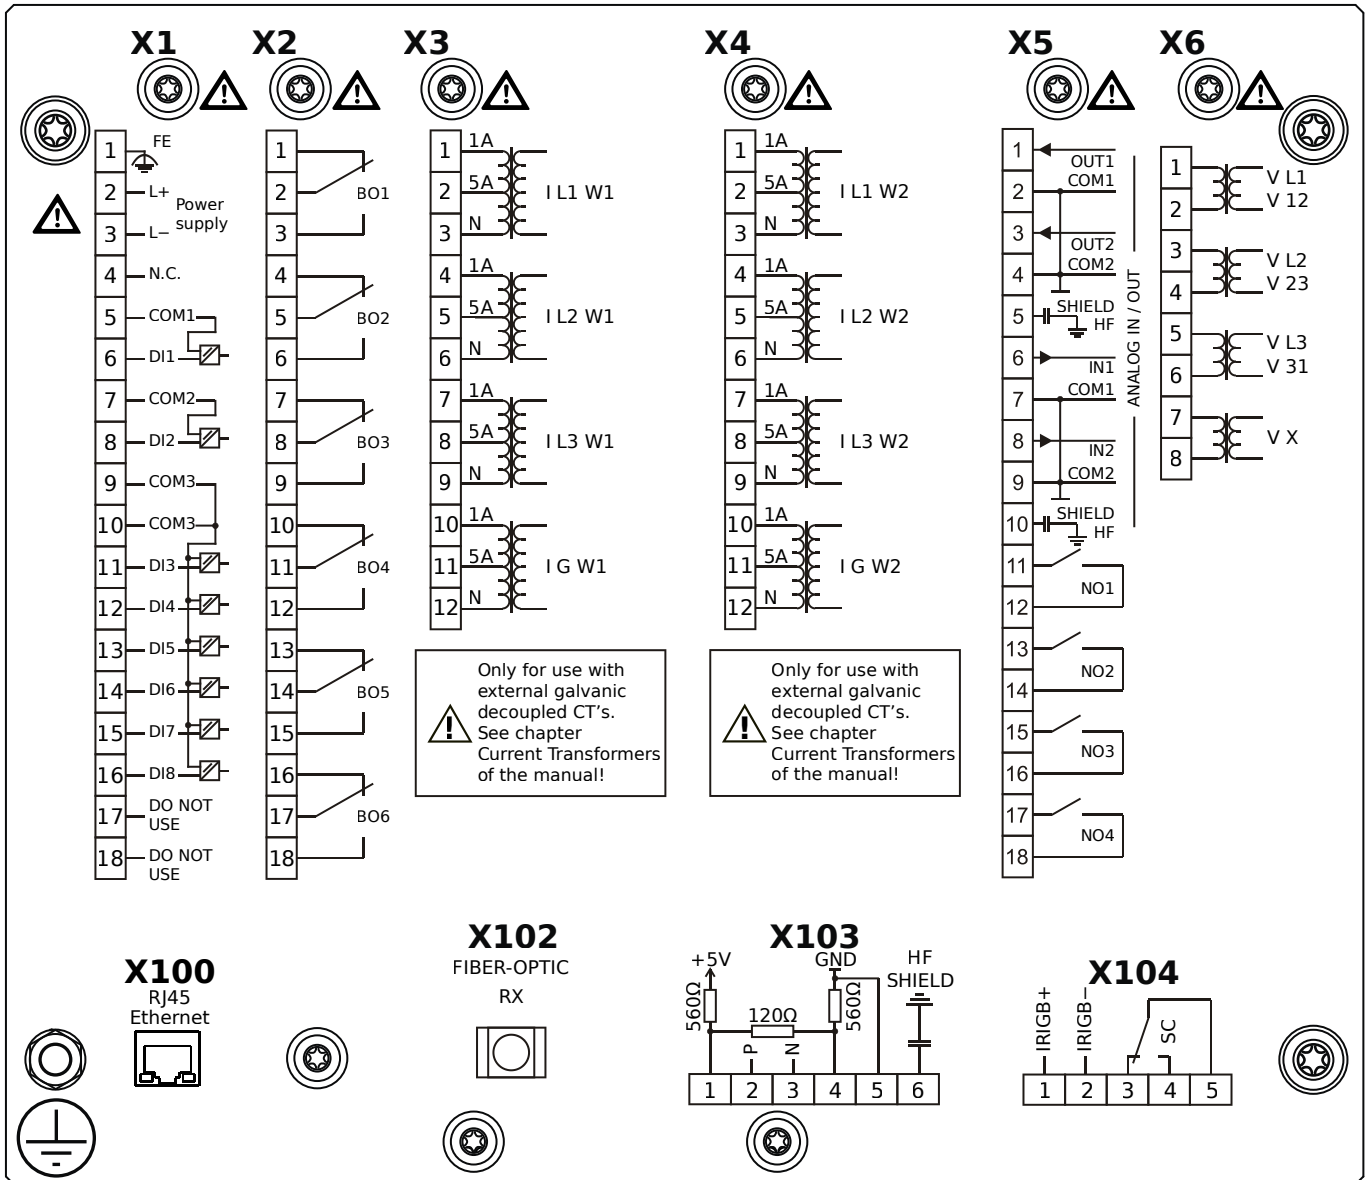 X1 X2 X3 X4 X5 X6
X1
1 FE
2 L+
Power
supply
3 L−
4 N.C.
5 COM1
6 DI1
7 COM2
8 DI2
9 COM3
10 COM3
11 DI3
12 DI4
13 DI5
14 DI6
15 DI7
16 DI8
17 DO NOT
USE
18 DO NOT
USE
1
2 BO1
3
4
5 BO2
6
7
8 BO3
9
10
11 BO4
12
13
14 BO5
15
16
17 BO6
18
1 1A
2 5A I L1 W1
3 N
4 1A
5 5A I L2 W1
6 N
7 1A
8 5A I L3 W1
9 N
10 1A
11 5A I G W1
12 N
Only for use with
external galvanic
decoupled CT's.
See chapter
Current Transformers
of the manual!
1 1A
2 5A I L1 W2
3 N
4 1A
5 5A I L2 W2
6 N
7 1A
8 5A I L3 W2
9 N
10 1A
11 5A I G W2
12 N
Only for use with
external galvanic
decoupled CT's.
See chapter
Current Transformers
of the manual!
1 OUT1
2 COM1
3 OUT2
4 COM2
5 SHIELD
HF
6 IN1
7 COM1
8 IN2
9 COM2
10 SHIELD
HF
ANALOG IN / OUT
11
NO1
12
13
NO2
14
15
NO3
16
17
NO4
18
1 V L1
2 V 12
3 V L2
4 V 23
5 V L3
6 V 31
7
V X
8
X100
RJ45
Ethernet
X102
FIBER-OPTIC
RX
X103
+5V GND HF
SHIELD
560Ω 120Ω 560Ω
P N
1 2 3 4 5 6
X104
IRIGB+ IRIGB− SC
1 2 3 4 5